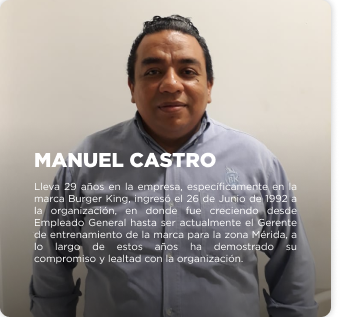 MANUEL CASTRO
Lleva 29 años en la empresa, específicamente en la
marca Burger King, ingresó el 26 de Junio de 1992 a
la organización, en donde fue creciendo desde
Empleado General hasta ser actualmente el Gerente
de entrenamiento de la marca para la zona Mérida, a
lo largo de estos años ha demostrado su
compromiso y lealtad con la organización.